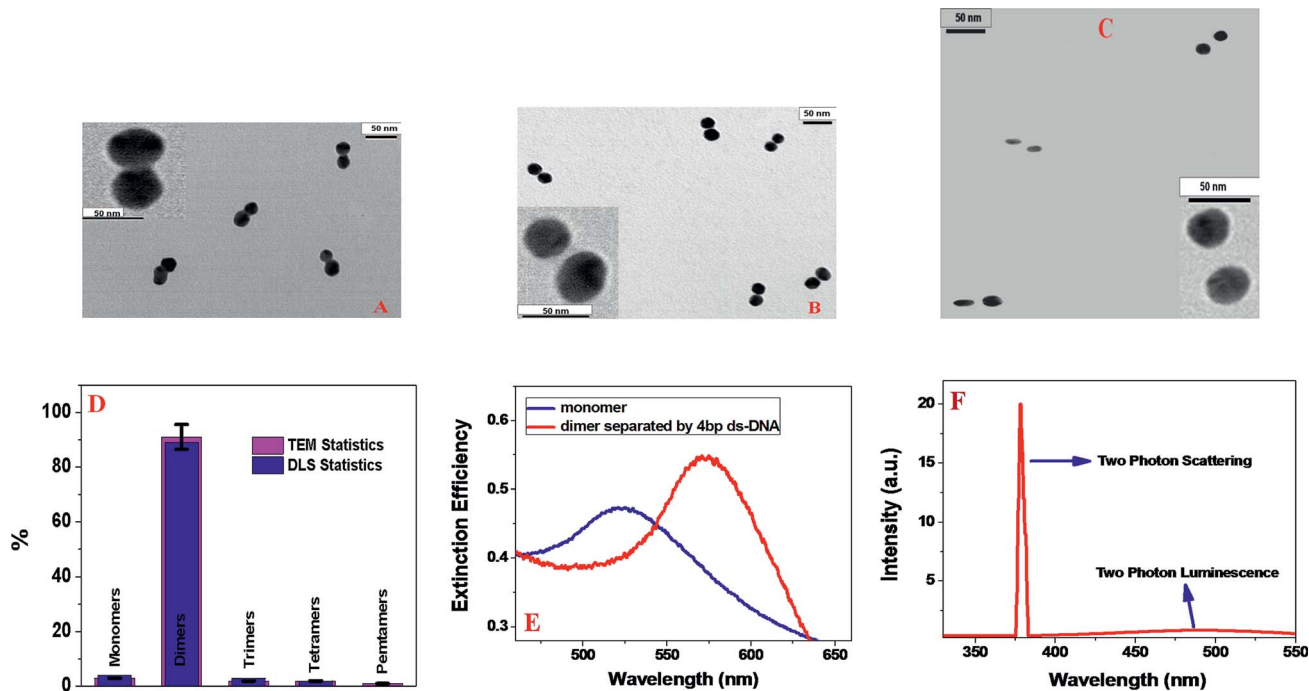 50 nm
50 nm
A
50 nm
50 nm
B
50 nm
C
50 nm
D
100
80
60
40
20
0
%
TEM Statistics
DLS Statistics
Monomers
Dimers
Trimers
Tetramers
Pentamers
monomer
dimer separated by 4bp ds-DNA
0.6
0.5
0.4
0.3
Extinction Efficiency
E
500
550
600
650
Wavelength (nm)
F
20
15
10
5
Intensity (a.u.)
Two Photon Scattering
Two Photon Luminescence
350
400
450
500
550
Wavelength (nm)